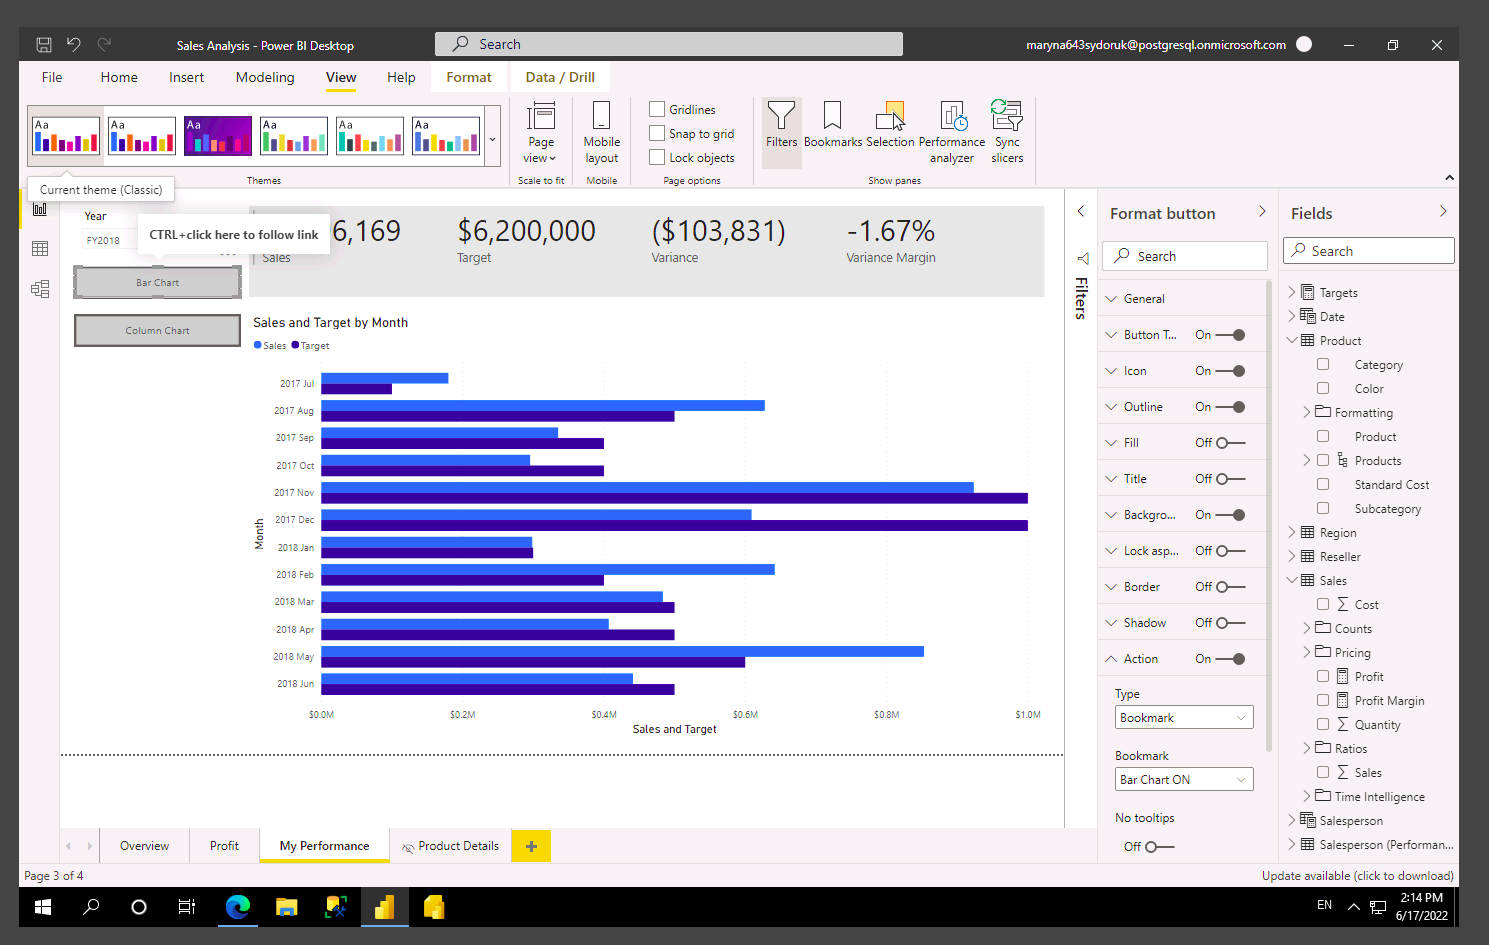 Sales Analysis - Power BI Desktop
Search
maryna643sydoruk@postgresql.onmicrosoft.com
File Home Insert Modeling View Help Format Data / Drill
Aa Aa Aa Aa Aa Aa
Page view
Mobile layout
Gridlines
Snap to grid
Lock objects
Filters
Bookmarks
Selection
Performance analyzer
Sync slicers
Themes
Scale to fit
Mobile
Page options
Show panes
Current theme (Classic)
Year
FY2018
CTRL+click here to follow link
6,169
Sales
$6,200,000
Target
($103,831)
Variance
-1.67%
Variance Margin
Bar Chart
Column Chart
Sales and Target by Month
Sales Target
Month
2017 Jul
2017 Aug
2017 Sep
2017 Oct
2017 Nov
2017 Dec
2018 Jan
2018 Feb
2018 Mar
2018 Apr
2018 May
2018 Jun
$0.0M $0.2M $0.4M $0.6M $0.8M $1.0M
Sales and Target
Filters
Format button
Search
General
Button T... On
Icon On
Outline On
Fill Off
Title Off
Backgro... On
Lock asp... Off
Border Off
Shadow Off
Action On
Type
Bookmark
Bookmark
Bar Chart ON
No tooltips
Off
Fields
Search
Targets
Date
Product
Category
Color
Formatting
Product
Products
Standard Cost
Subcategory
Region
Reseller
Sales
Cost
Counts
Pricing
Profit
Profit Margin
Quantity
Ratios
Sales
Time Intelligence
Salesperson
Salesperson (Performan...
Overview Profit My Performance Product Details
Page 3 of 4
Update available (click to download)
EN
2:14 PM
6/17/2022